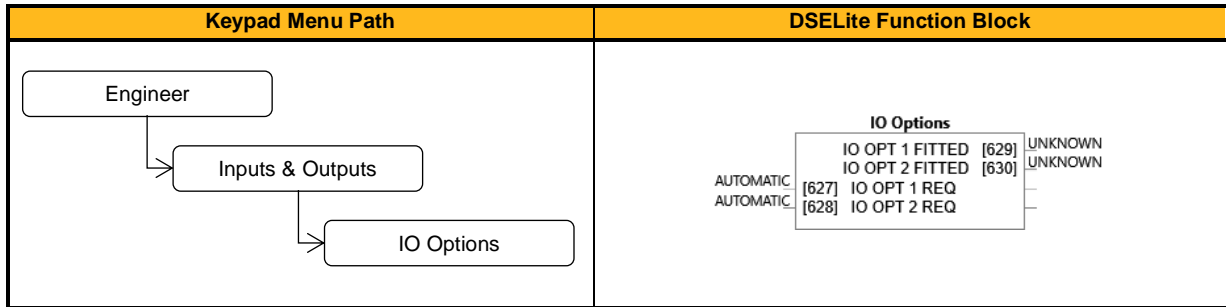 Keypad Menu Path
DSELite Function Block
Engineer
Inputs & Outputs
IO Options
IO Options
IO OPT 1 FITTED [629] UNKNOWN
IO OPT 2 FITTED [630] UNKNOWN
AUTOMATIC [627] IO OPT 1 REQ
AUTOMATIC [628] IO OPT 2 REQ